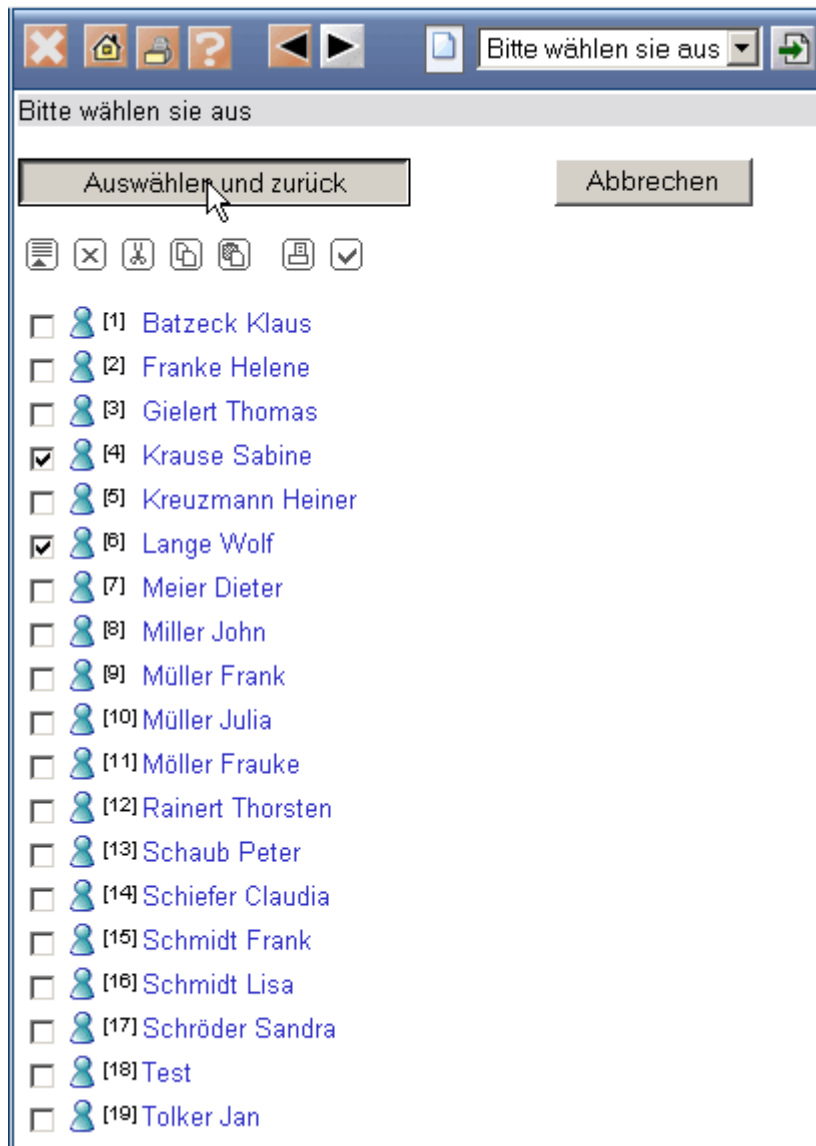 Bitte wählen sie aus
Bitte wählen sie aus
Auswählen und zurück
Abbrechen
[1] Batzeck Klaus
[2] Franke Helene
[3] Gielert Thomas
[4] Krause Sabine
[5] Kreuzmann Heiner
[6] Lange Wolf
[7] Meier Dieter
[8] Miller John
[9] Müller Frank
[10] Müller Julia
[11] Möller Frauke
[12] Rainert Thorsten
[13] Schaub Peter
[14] Schiefer Claudia
[15] Schmidt Frank
[16] Schmidt Lisa
[17] Schröder Sandra
[18] Test
[19] Tolker Jan